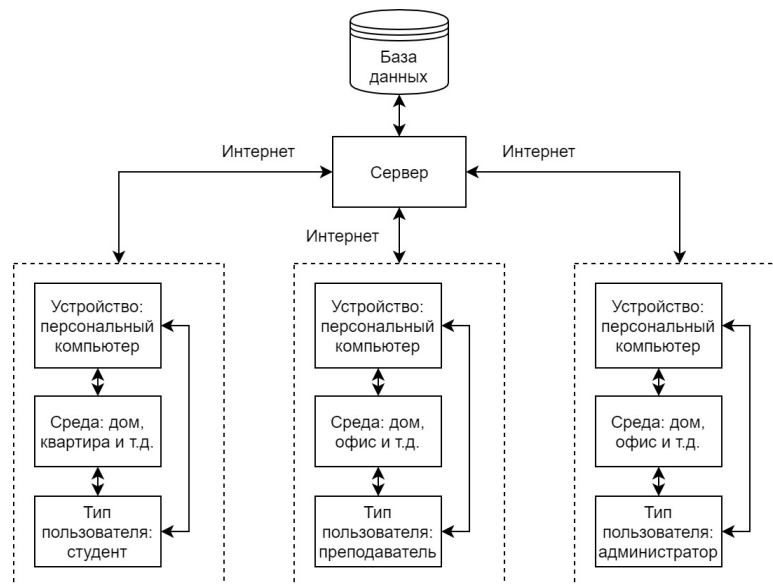 База
данных
Интернет
Сервер
Интернет
Интернет
Устройство:
персональный
компьютер
Среда: дом,
квартира и т.д.
Тип
пользователя:
студент
Устройство:
персональный
компьютер
Среда: дом,
офис и т.д.
Тип
пользователя:
преподаватель
Устройство:
персональный
компьютер
Среда: дом,
офис и т.д.
Тип
пользователя:
администратор